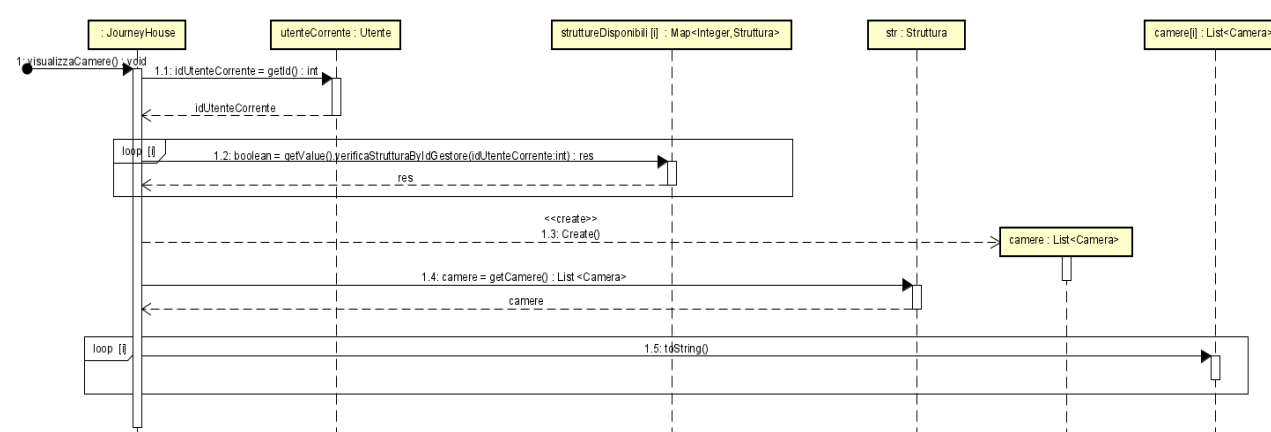 : JourneyHouse
utenteCorrente : Utente
struttureDisponibili [i] : Map<Integer,Struttura>
str : Struttura
camere[i] : List<Camera>
1: visualizzaCamere() : void
1.1: idUtenteCorrente = getId() : int
idUtenteCorrente
loop [i]
1.2: boolean = getValue().verificaStrutturaByIdGestore(idUtenteCorrente:int) : res
res
<<create>>
1.3: Create()
camere : List<Camera>
1.4: camere = getCamere() : List <Camera>
camere
loop [i]
1.5: toString()